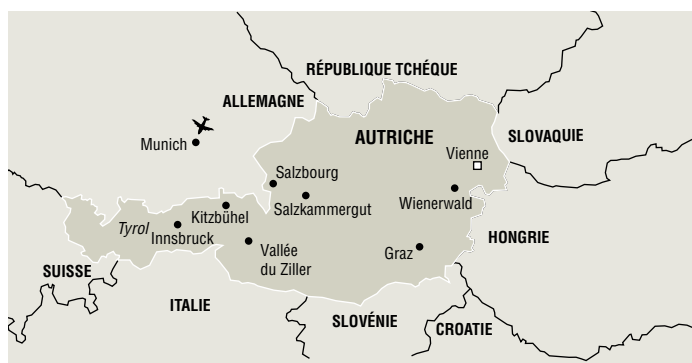 RÉPUBLIQUE TCHÉQUE
ALLEMAGNE
AUTRICHE
SLOVAQUIE
Munich
Vienne
Salzbourg
Salzkammergut
Wienerwald
Kitzbühel
Tyrol
Innsbruck
Vallée
du Ziller
Graz
HONGRIE
SUISSE
ITALIE
SLOVÉNIE
CROATIE